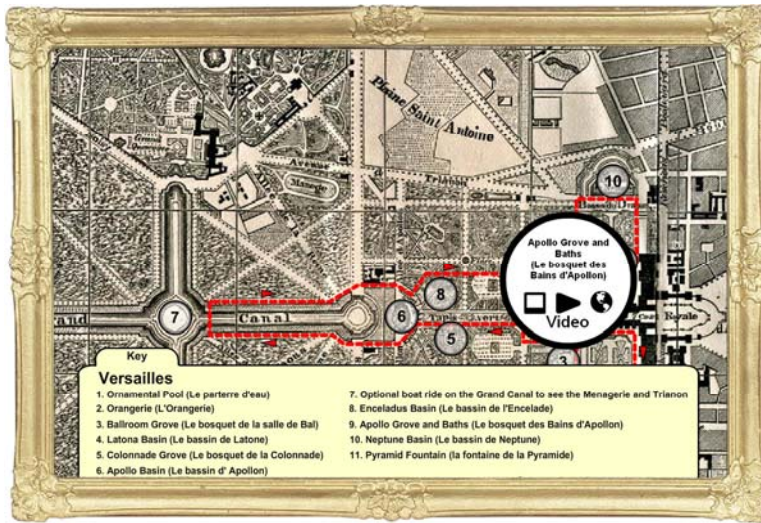 Plaine Saint Antoine
Grand
Avenue
Trianon
Manege
10
Apollo Grove and
Baths
(Le bosquet des
Bains d'Apollon)
Video
8
7
Canal
6
Tapis
5
3
Royale
Key
Versailles
1. Ornamental Pool (Le parterre d'eau)
2. Orangerie (L'Orangerie)
3. Ballroom Grove (Le bosquet de la salle de Bal)
4. Latona Basin (Le bassin de Latone)
5. Colonnade Grove (Le bosquet de la Colonnade)
6. Apollo Basin (Le bassin d' Apollon)
7. Optional boat ride on the Grand Canal to see the Menagerie and Trianon
8. Enceladus Basin (Le bassin de l'Encelade)
9. Apollo Grove and Baths (Le bosquet des Bains d'Apollon)
10. Neptune Basin (Le bassin de Neptune)
11. Pyramid Fountain (la fontaine de la Pyramide)